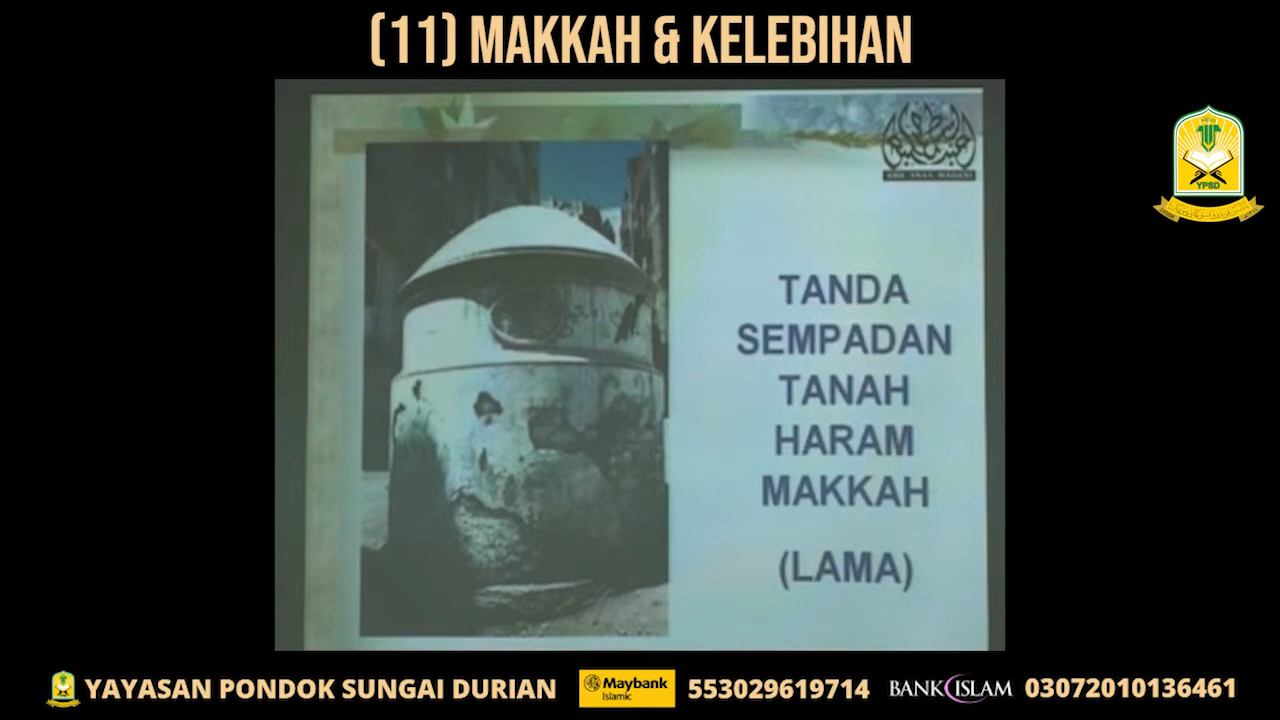 (11) MAKKAH & KELEBIHAN
TANDA
SEMPADAN
TANAH
HARAM
MAKKAH
(LAMA)
YPSD
YAYASAN PONDOK SUNGAI DURIAN
Maybank
Islamic
553029619714
BANK ISLAM
03072010136461